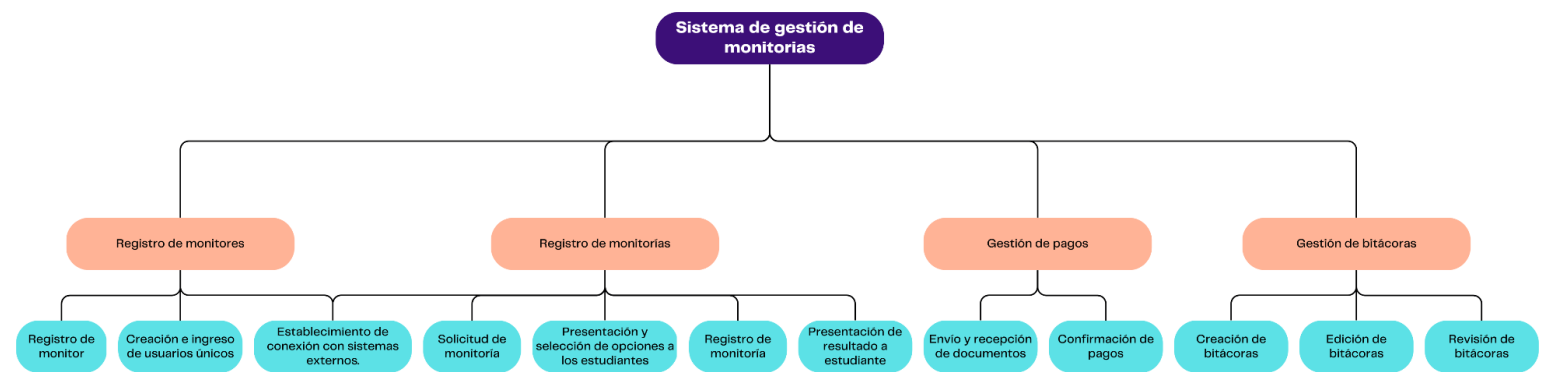 Sistema de gestión de
monitorias
Registro de monitores
Registro de monitorías
Gestión de pagos
Gestión de bitácoras
Registro de
monitor
Creación e ingreso
de usuarios únicos
Establecimiento de
conexión con sistemas
externos.
Solicitud de
monitoría
Presentación y
selección de opciones a
los estudiantes
Registro de
monitoría
Presentación de
resultado a
estudiante
Envío y recepción
de documentos
Confirmación de
pagos
Creación de
bitácoras
Edición de
bitácoras
Revisión de
bitácoras